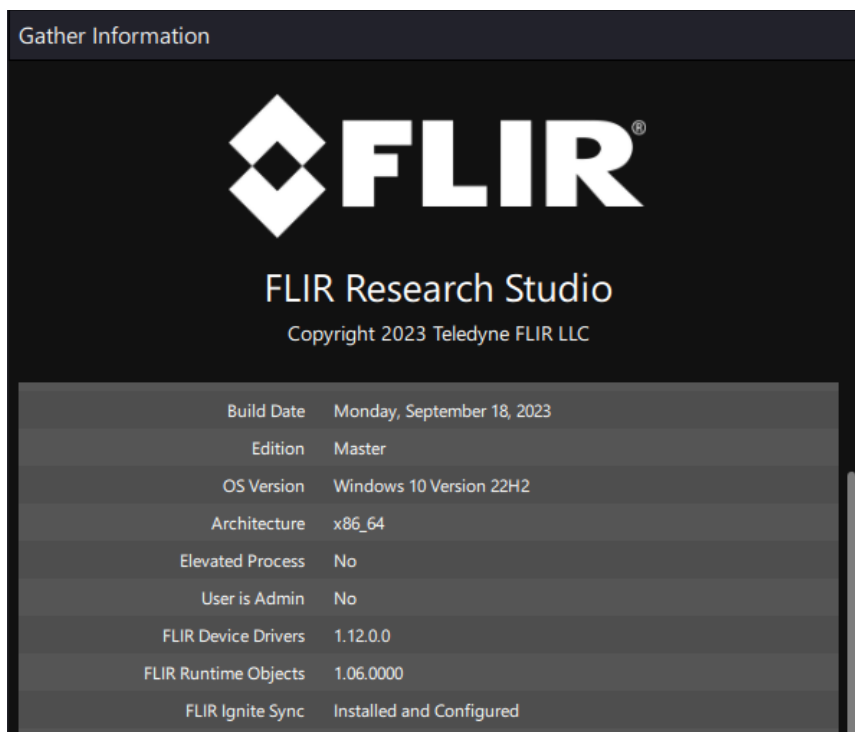 Gather Information
FLIR®
FLIR Research Studio
Copyright 2023 Teledyne FLIR LLC
Build Date Monday, September 18, 2023
Edition Master
OS Version Windows 10 Version 22H2
Architecture x86_64
Elevated Process No
User is Admin No
FLIR Device Drivers 1.12.0.0
FLIR Runtime Objects 1.06.0000
FLIR Ignite Sync Installed and Configured